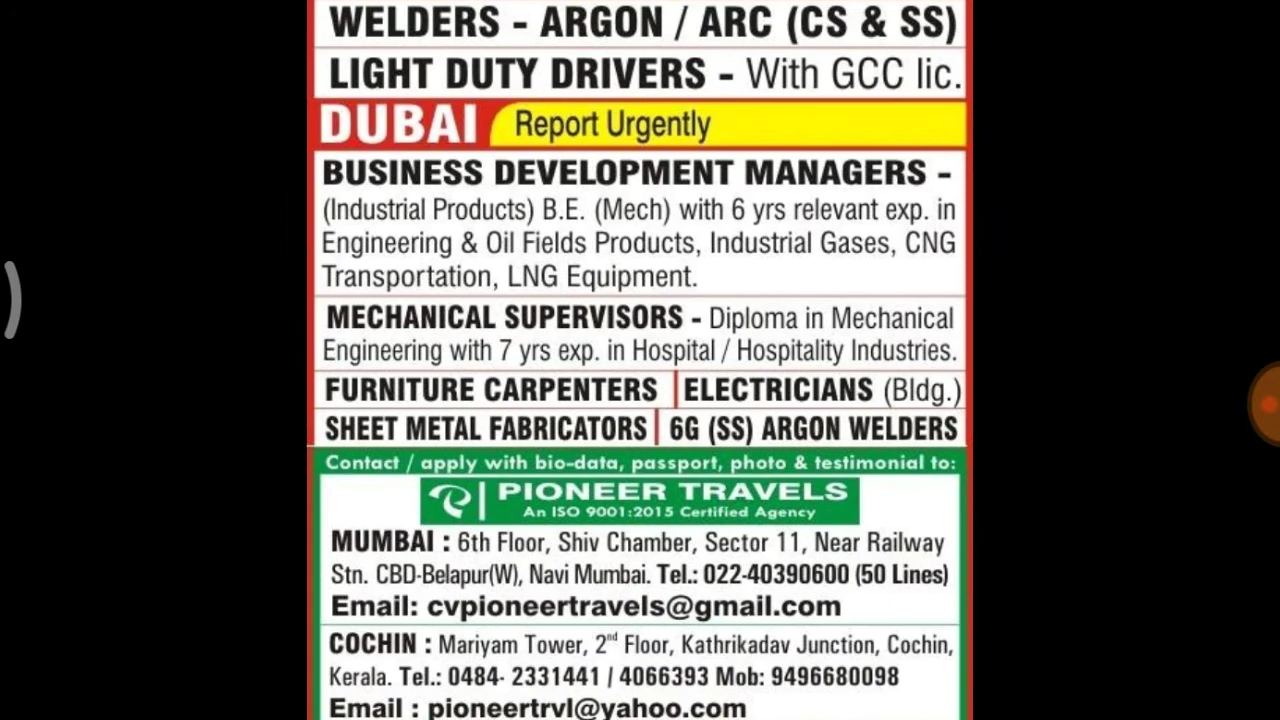 WELDERS - ARGON / ARC (CS & SS)
LIGHT DUTY DRIVERS - With GCC lic.
DUBAI Report Urgently
BUSINESS DEVELOPMENT MANAGERS -
(Industrial Products) B.E. (Mech) with 6 yrs relevant exp. in
Engineering & Oil Fields Products, Industrial Gases, CNG
Transportation, LNG Equipment.
MECHANICAL SUPERVISORS - Diploma in Mechanical
Engineering with 7 yrs exp. in Hospital / Hospitality Industries.
FURNITURE CARPENTERS ELECTRICIANS (Bldg.)
SHEET METAL FABRICATORS 6G (SS) ARGON WELDERS
Contact / apply with bio-data, passport, photo & testimonial to:
PIONEER TRAVELS
An ISO 9001:2015 Certified Agency
MUMBAI : 6th Floor, Shiv Chamber, Sector 11, Near Railway
Stn. CBD-Belapur(W), Navi Mumbai. Tel.: 022-40390600 (50 Lines)
Email: cvpioneertravels@gmail.com
COCHIN : Mariyam Tower, 2nd Floor, Kathrikadav Junction, Cochin,
Kerala. Tel.: 0484- 2331441 / 4066393 Mob: 9496680098
Email : pioneertrvl@yahoo.com